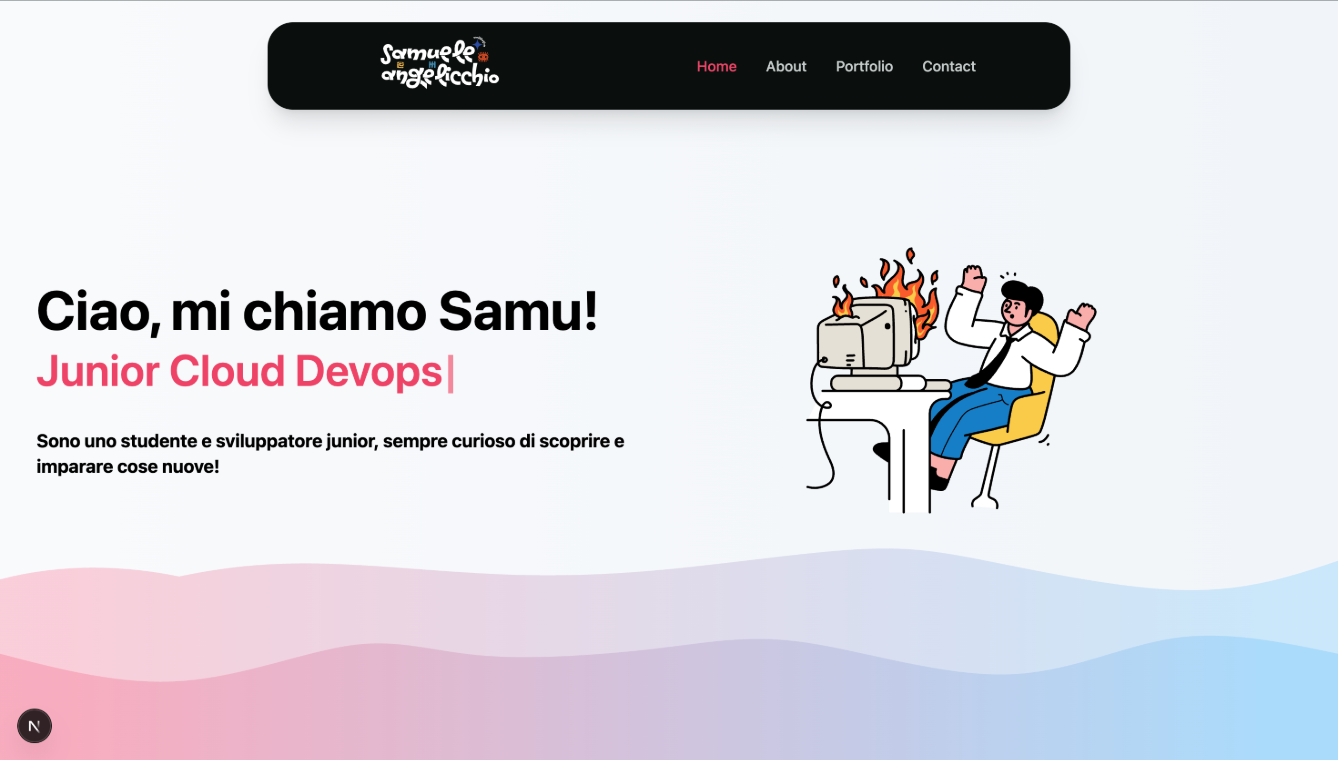 Samuele
angelicchio
Home About Portfolio Contact
Ciao, mi chiamo Samu!
Junior Cloud Devops|
Sono uno studente e sviluppatore junior, sempre curioso di scoprire e
imparare cose nuove!
N